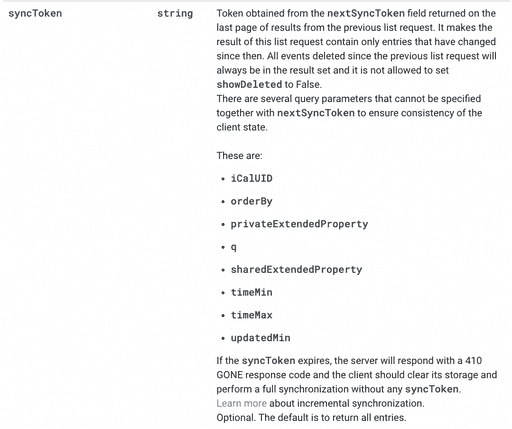 syncToken string Token obtained from the nextSyncToken field returned on the
last page of results from the previous list request. It makes the
result of this list request contain only entries that have changed
since then. All events deleted since the previous list request will
always be in the result set and it is not allowed to set
showDeleted to False.
There are several query parameters that cannot be specified
together with nextSyncToken to ensure consistency of the
client state.
These are:
• iCalUID
• orderBy
• privateExtendedProperty
• q
• sharedExtendedProperty
• timeMin
• timeMax
• updatedMin
If the syncToken expires, the server will respond with a 410
GONE response code and the client should clear its storage and
perform a full synchronization without any syncToken.
Learn more about incremental synchronization.
Optional. The default is to return all entries.